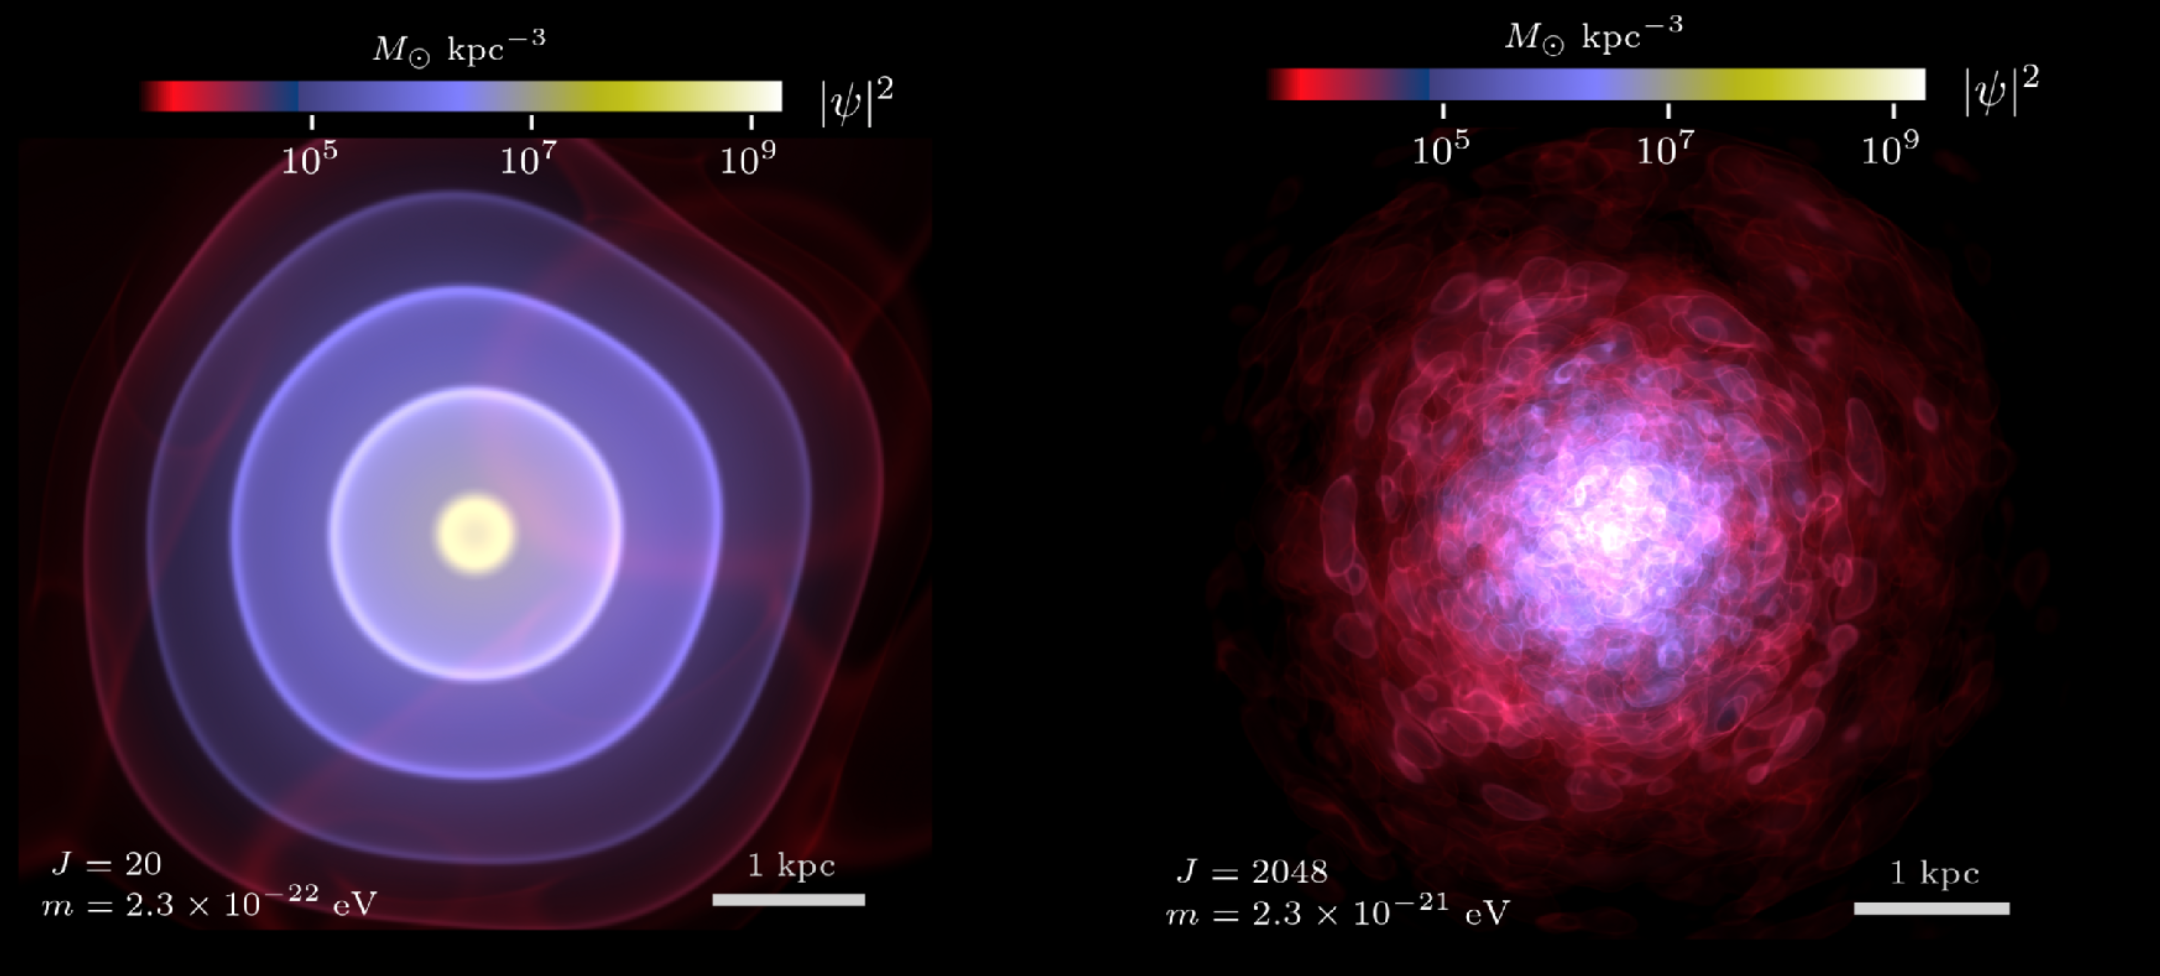 M☉ kpc⁻³
|ψ|²
10⁵ 10⁷ 10⁹
J = 20
m = 2.3 × 10⁻²² eV
1 kpc
M☉ kpc⁻³
|ψ|²
10⁵ 10⁷ 10⁹
J = 2048
m = 2.3 × 10⁻²¹ eV
1 kpc